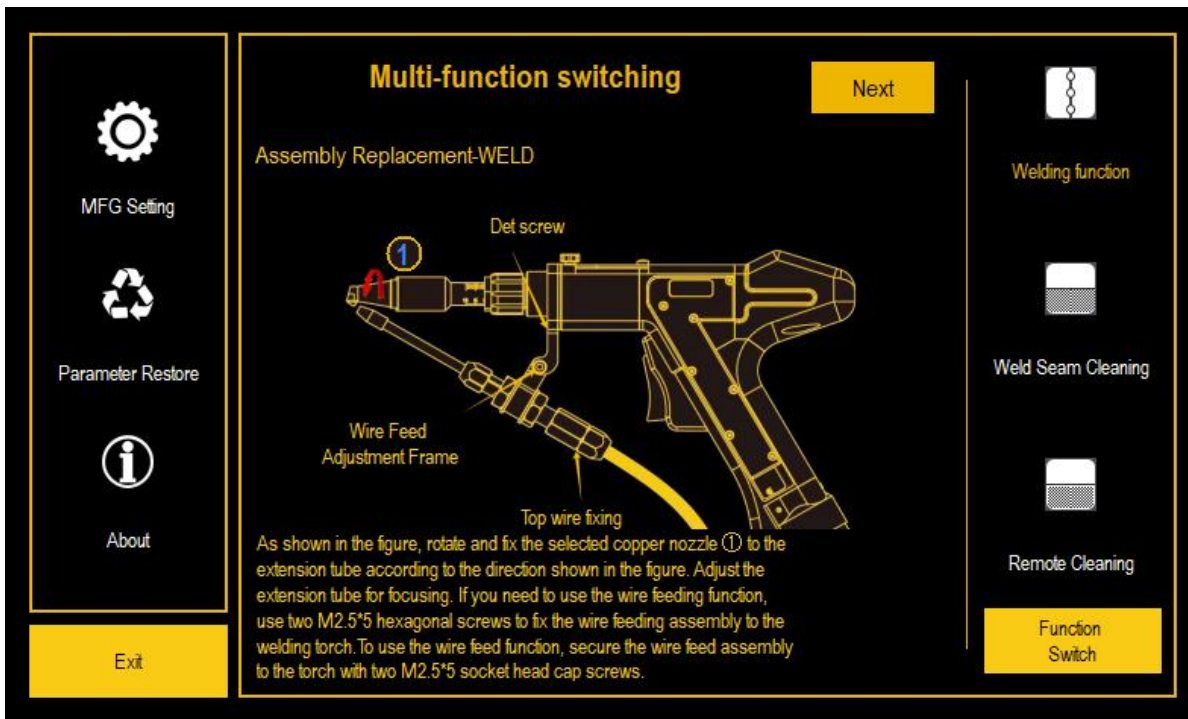 MFG Setting
Parameter Restore
About
Exit
Multi-function switching
Next
Assembly Replacement-WELD
Det screw
1
Wire Feed
Adjustment Frame
Top wire fixing
As shown in the figure, rotate and fix the selected copper nozzle ① to the
extension tube according to the direction shown in the figure. Adjust the
extension tube for focusing. If you need to use the wire feeding function,
use two M2.5*5 hexagonal screws to fix the wire feeding assembly to the
welding torch.To use the wire feed function, secure the wire feed assembly
to the torch with two M2.5*5 socket head cap screws.
Welding function
Weld Seam Cleaning
Remote Cleaning
Function
Switch